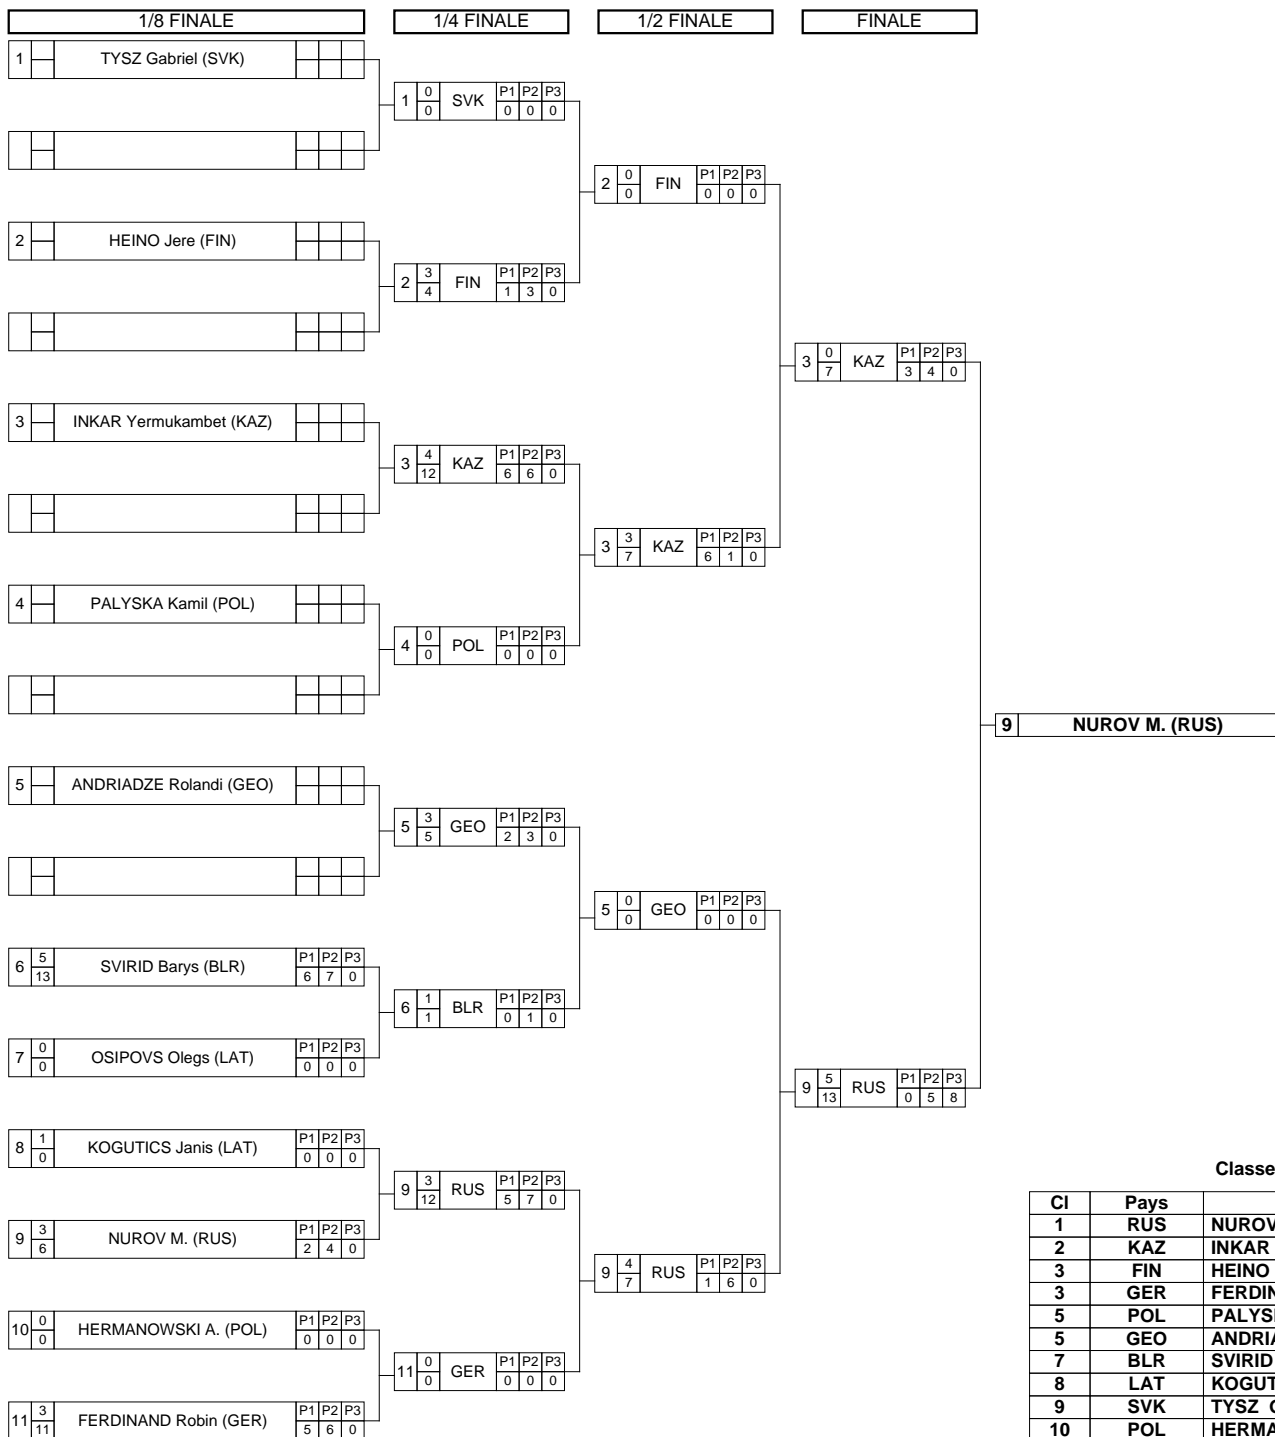 1/8 FINALE 1/4 FINALE 1/2 FINALE FINALE
1 TYSZ Gabriel (SVK)
1 0 0 SVK P1 P2 P3 0 0 0
2 0 0 FIN P1 P2 P3 0 0 0
2 HEINO Jere (FIN)
2 3 4 FIN P1 P2 P3 1 3 0
3 0 7 KAZ P1 P2 P3 3 4 0
3 INKAR Yermukambet (KAZ)
3 4 12 KAZ P1 P2 P3 6 6 0
3 3 7 KAZ P1 P2 P3 6 1 0
4 PALYSKA Kamil (POL)
4 0 0 POL P1 P2 P3 0 0 0
9 NUROV M. (RUS)
5 ANDRIADZE Rolandi (GEO)
5 3 5 GEO P1 P2 P3 2 3 0
5 0 0 GEO P1 P2 P3 0 0 0
6 5 13 SVIRID Barys (BLR) P1 P2 P3 6 7 0
6 1 1 BLR P1 P2 P3 0 1 0
7 0 0 OSIPOVS Olegs (LAT) P1 P2 P3 0 0 0
9 5 13 RUS P1 P2 P3 0 5 8
8 1 0 KOGUTICS Janis (LAT) P1 P2 P3 0 0 0
9 3 12 RUS P1 P2 P3 5 7 0
9 3 6 NUROV M. (RUS) P1 P2 P3 2 4 0
9 4 7 RUS P1 P2 P3 1 6 0
10 0 0 HERMANOWSKI A. (POL) P1 P2 P3 0 0 0
11 0 0 GER P1 P2 P3 0 0 0
11 3 11 FERDINAND Robin (GER) P1 P2 P3 5 6 0
Classe
Cl Pays
1 RUS NUROV
2 KAZ INKAR
3 FIN HEINO
3 GER FERDIN
5 POL PALYS
5 GEO ANDRIA
7 BLR SVIRID
8 LAT KOGUT
9 SVK TYSZ
10 POL HERMA